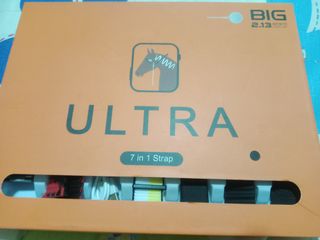 BIG
2.13
ULTRA
7 in 1 Strap